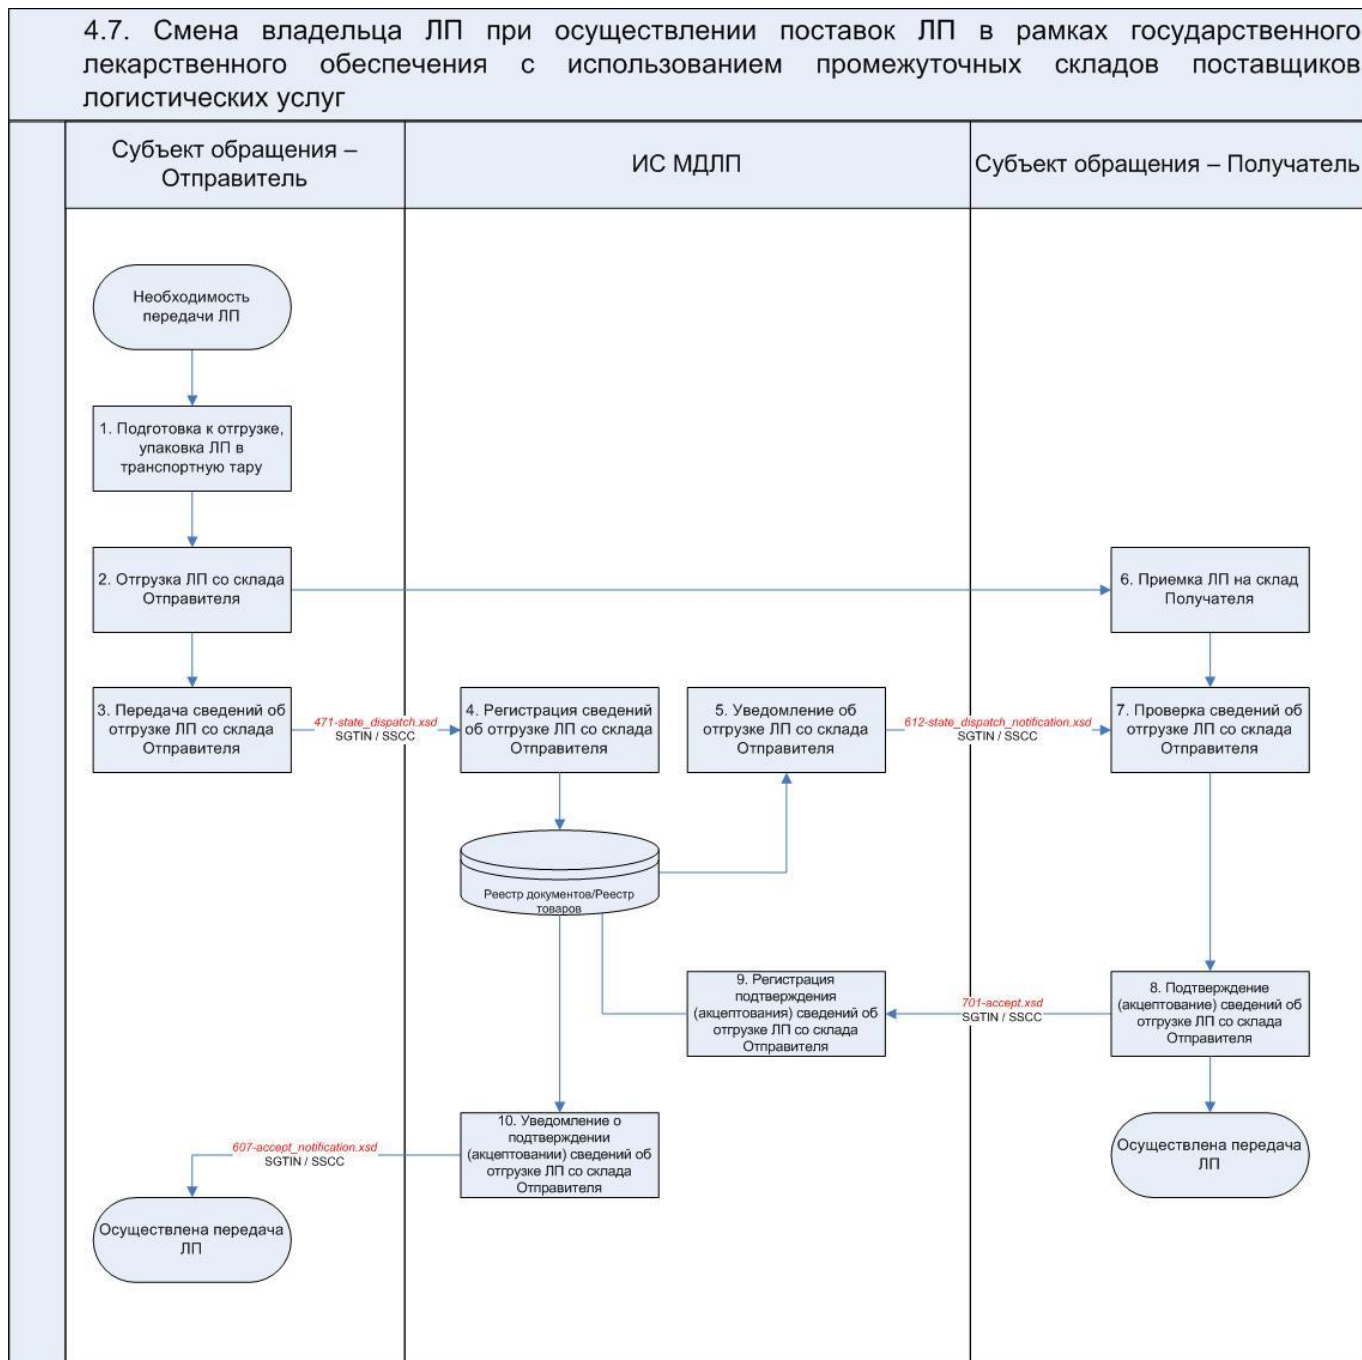 4.7. Смена владельца ЛП при осуществлении поставок ЛП в рамках государственного
лекарственного обеспечения с использованием промежуточных складов поставщиков
логистических услуг
Субъект обращения –
Отправитель
ИС МДЛП
Субъект обращения – Получатель
Необходимость
передачи ЛП
1. Подготовка к отгрузке,
упаковка ЛП в
транспортную тару
2. Отгрузка ЛП со склада
Отправителя
6. Приемка ЛП на склад
Получателя
3. Передача сведений об
отгрузке ЛП со склада
Отправителя
471-state_dispatch.xsd
SGTIN / SSCC
4. Регистрация сведений
об отгрузке ЛП со склада
Отправителя
5. Уведомление об
отгрузке ЛП со склада
Отправителя
612-state_dispatch_notification.xsd
SGTIN / SSCC
7. Проверка сведений об
отгрузке ЛП со склада
Отправителя
Реестр документов/Реестр
товаров
9. Регистрация
подтверждения
(акцептования) сведений об
отгрузке ЛП со склада
Отправителя
701-accept.xsd
SGTIN / SSCC
8. Подтверждение
(акцептование) сведений об
отгрузке ЛП со склада
Отправителя
10. Уведомление о
подтверждении
(акцептовании) сведений об
отгрузке ЛП со склада
Отправителя
607-accept_notification.xsd
SGTIN / SSCC
Осуществлена передача
ЛП
Осуществлена передача
ЛП